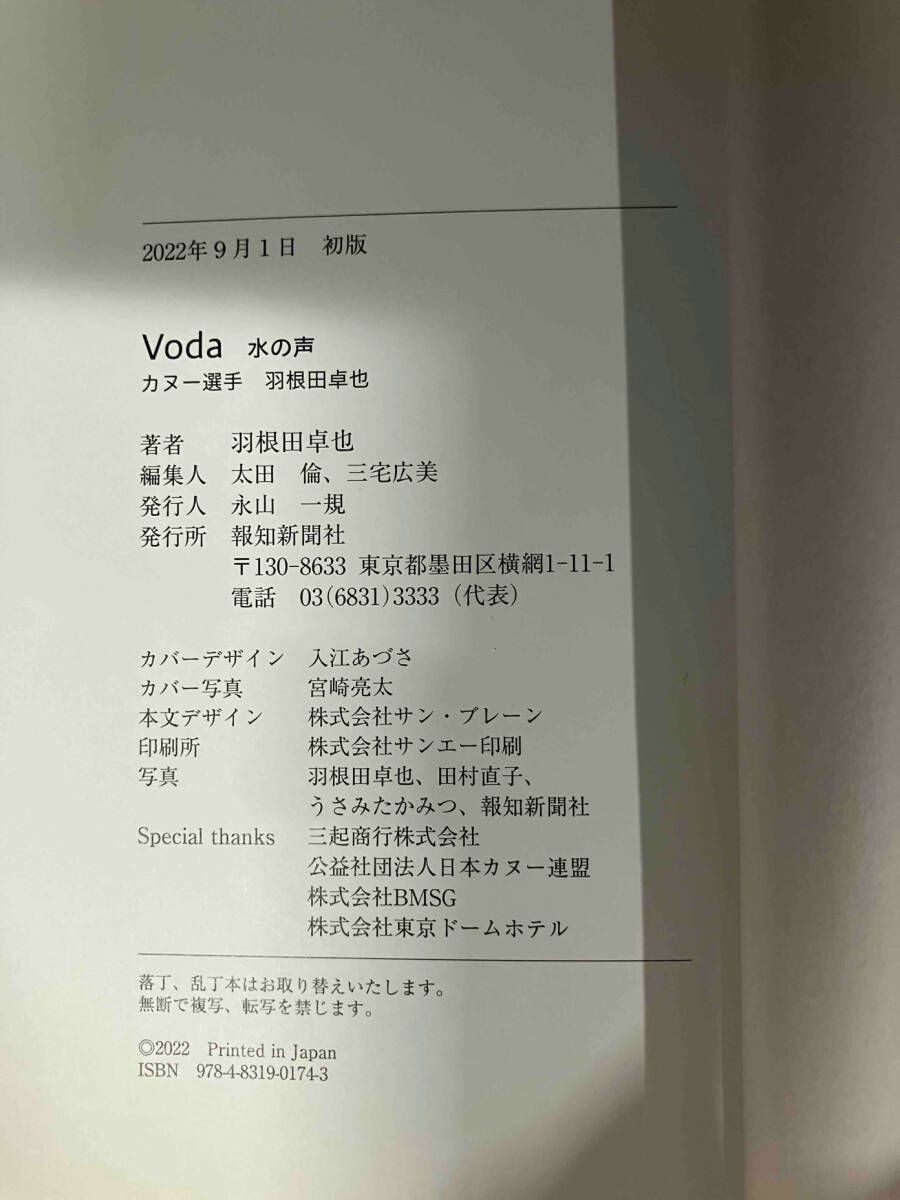 2022年9月1日　初版
Voda　水の声
カヌー選手　羽根田卓也
著者　羽根田卓也
編集人　太田　倫、三宅広美
発行人　永山　一規
発行所　報知新聞社
〒130-8633 東京都墨田区横網1-11-1
電話　03(6831)3333（代表）
カバーデザイン　入江あづさ
カバー写真　宮崎亮太
本文デザイン　株式会社サン・ブレーン
印刷所　株式会社サンエー印刷
写真　羽根田卓也、田村直子、
うさみたかみつ、報知新聞社
Special thanks　三起商行株式会社
公益社団法人日本カヌー連盟
株式会社BMSG
株式会社東京ドームホテル
落丁、乱丁本はお取り替えいたします。
無断で複写、転写を禁じます。
©2022　Printed in Japan
ISBN　978-4-8319-0174-3